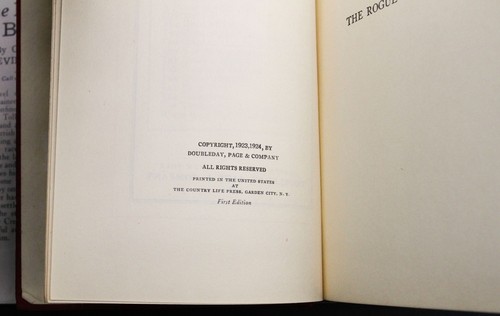 THE ROGUE
COPYRIGHT, 1923, 1924, BY
DOUBLEDAY, PAGE & COMPANY
ALL RIGHTS RESERVED
PRINTED IN THE UNITED STATES
AT
THE COUNTRY LIFE PRESS, GARDEN CITY, N. Y.
First Edition